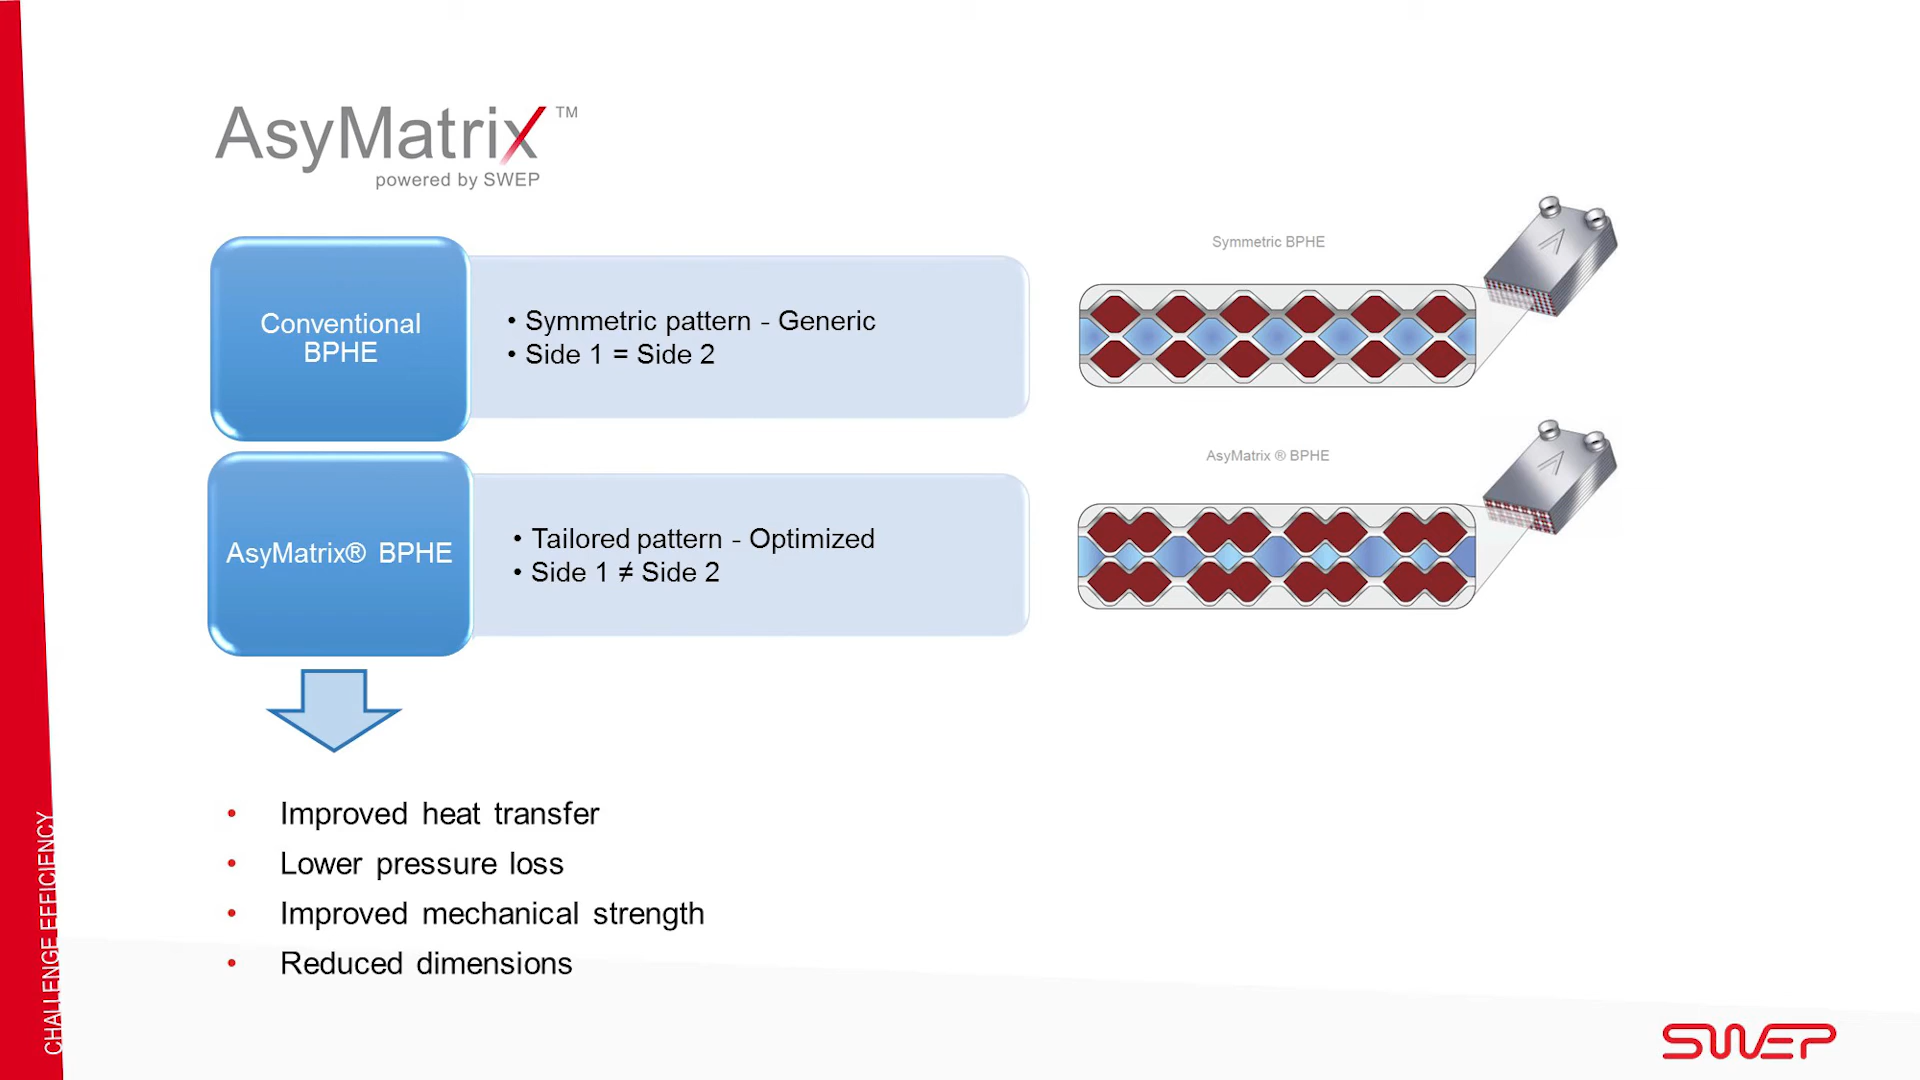 AsyMatrix™
powered by SWEP
Conventional
BPHE
• Symmetric pattern - Generic
• Side 1 = Side 2
Symmetric BPHE
AsyMatrix® BPHE
• Tailored pattern - Optimized
• Side 1 ≠ Side 2
AsyMatrix ® BPHE
• Improved heat transfer
• Lower pressure loss
• Improved mechanical strength
• Reduced dimensions
CHALLENGE EFFICIENCY
SWEP